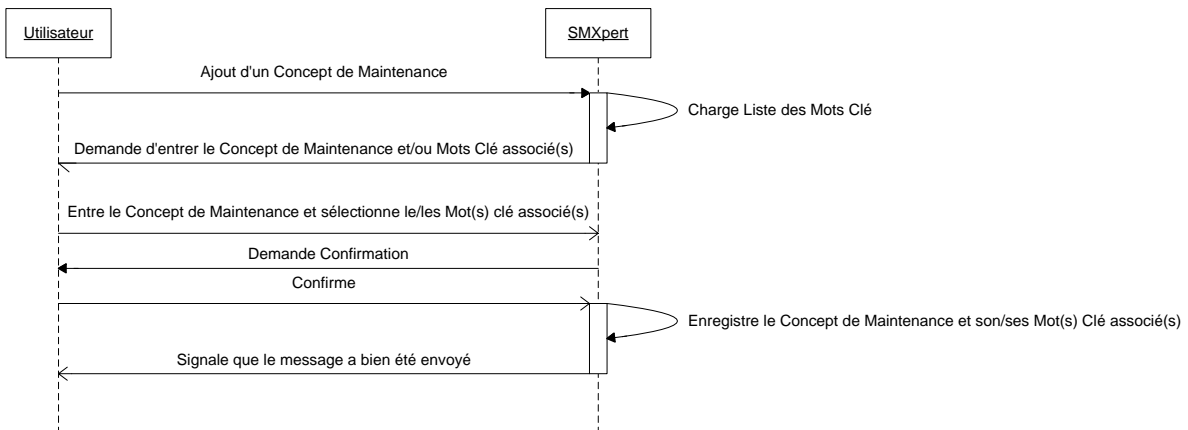 Utilisateur
SMXpert
Ajout d'un Concept de Maintenance
Charge Liste des Mots Clé
Demande d'entrer le Concept de Maintenance et/ou Mots Clé associé(s)
Entre le Concept de Maintenance et sélectionne le/les Mot(s) clé associé(s)
Demande Confirmation
Confirme
Enregistre le Concept de Maintenance et son/ses Mot(s) Clé associé(s)
Signale que le message a bien été envoyé